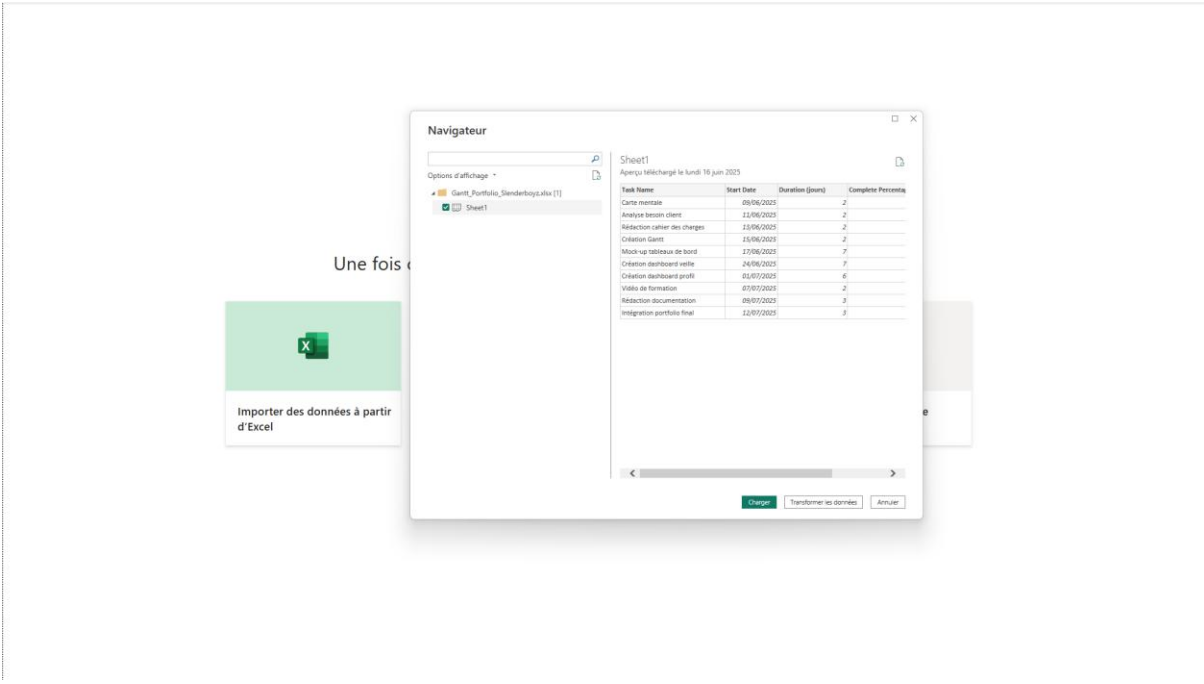 Navigateur
Options d'affichage
Gantt_Portfolio_Slenderboyz.xlsx [1]
Sheet1
Sheet1
Aperçu téléchargé le lundi 16 juin 2025
Task Name Start Date Duration (jours) Complete Percentag
Carte mentale 09/06/2025 2
Analyse besoin client 11/06/2025 2
Rédaction cahier des charges 13/06/2025 2
Création Gantt 15/06/2025 2
Mock-up tableaux de bord 17/06/2025 7
Création dashboard veille 24/06/2025 7
Création dashboard profil 01/07/2025 6
Vidéo de formation 07/07/2025 2
Rédaction documentation 09/07/2025 3
Intégration portfolio final 12/07/2025 3
Charger Transformer les données Annuler
Une fois
Importer des données à partir
d'Excel
e